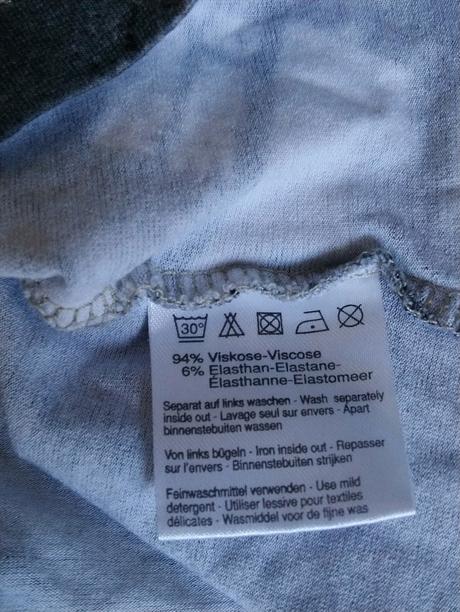 30°
94% Viskose-Viscose
6% Elasthan-Elastane-
Élasthanne-Elastomeer
Separat auf links waschen - Wash separately
inside out - Lavage seul sur envers - Apart
binnenstebuiten wassen
Von links bügeln - Iron inside out - Repasser
sur l'envers - Binnenstebuiten strijken
Feinwaschmittel verwenden - Use mild
detergent - Utiliser lessive pour textiles
délicates - Wasmiddel voor de fijne was